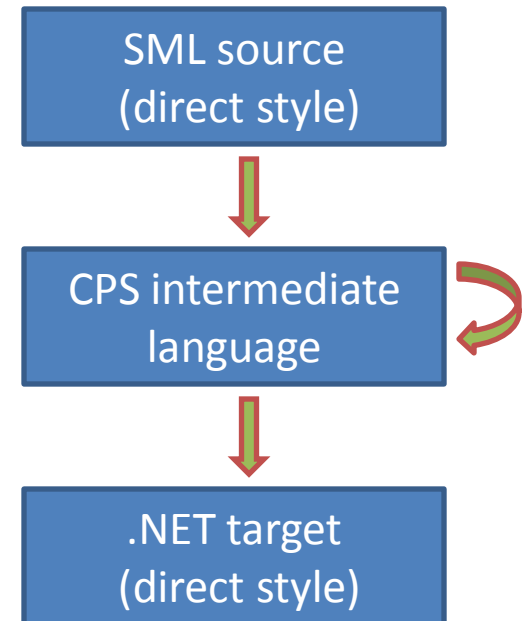 SML source
(direct style)
CPS intermediate
language
.NET target
(direct style)